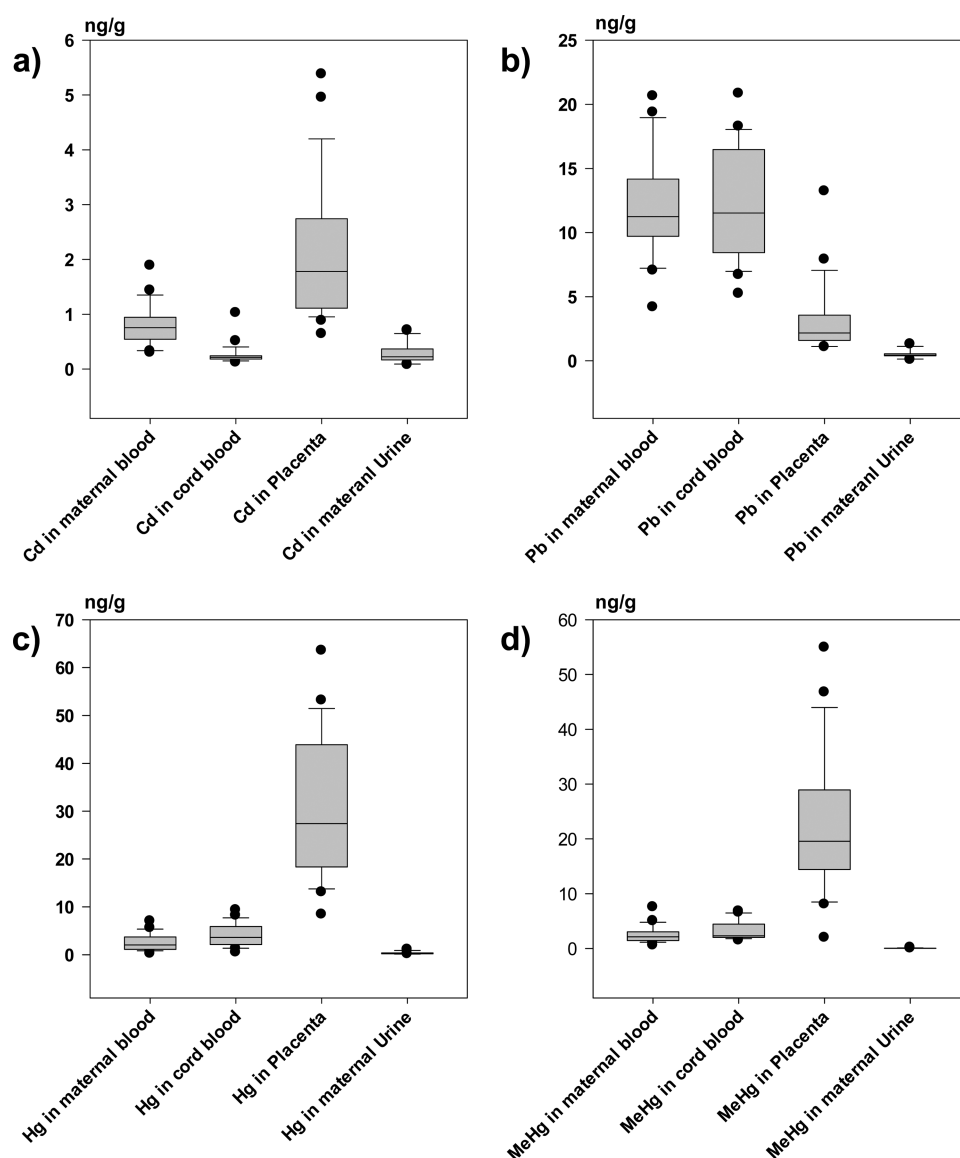 a)
ng/g
6
5
4
3
2
1
0
Cd in maternal blood
Cd in cord blood
Cd in Placenta
Cd in materanl Urine
b)
ng/g
25
20
15
10
5
0
Pb in maternal blood
Pb in cord blood
Pb in Placenta
Pb in materanl Urine
c)
ng/g
70
60
50
40
30
20
10
0
Hg in maternal blood
Hg in cord blood
Hg in Placenta
Hg in maternal Urine
d)
ng/g
60
50
40
30
20
10
0
MeHg in maternal blood
MeHg in cord blood
MeHg in Placenta
MeHg in maternal Urine